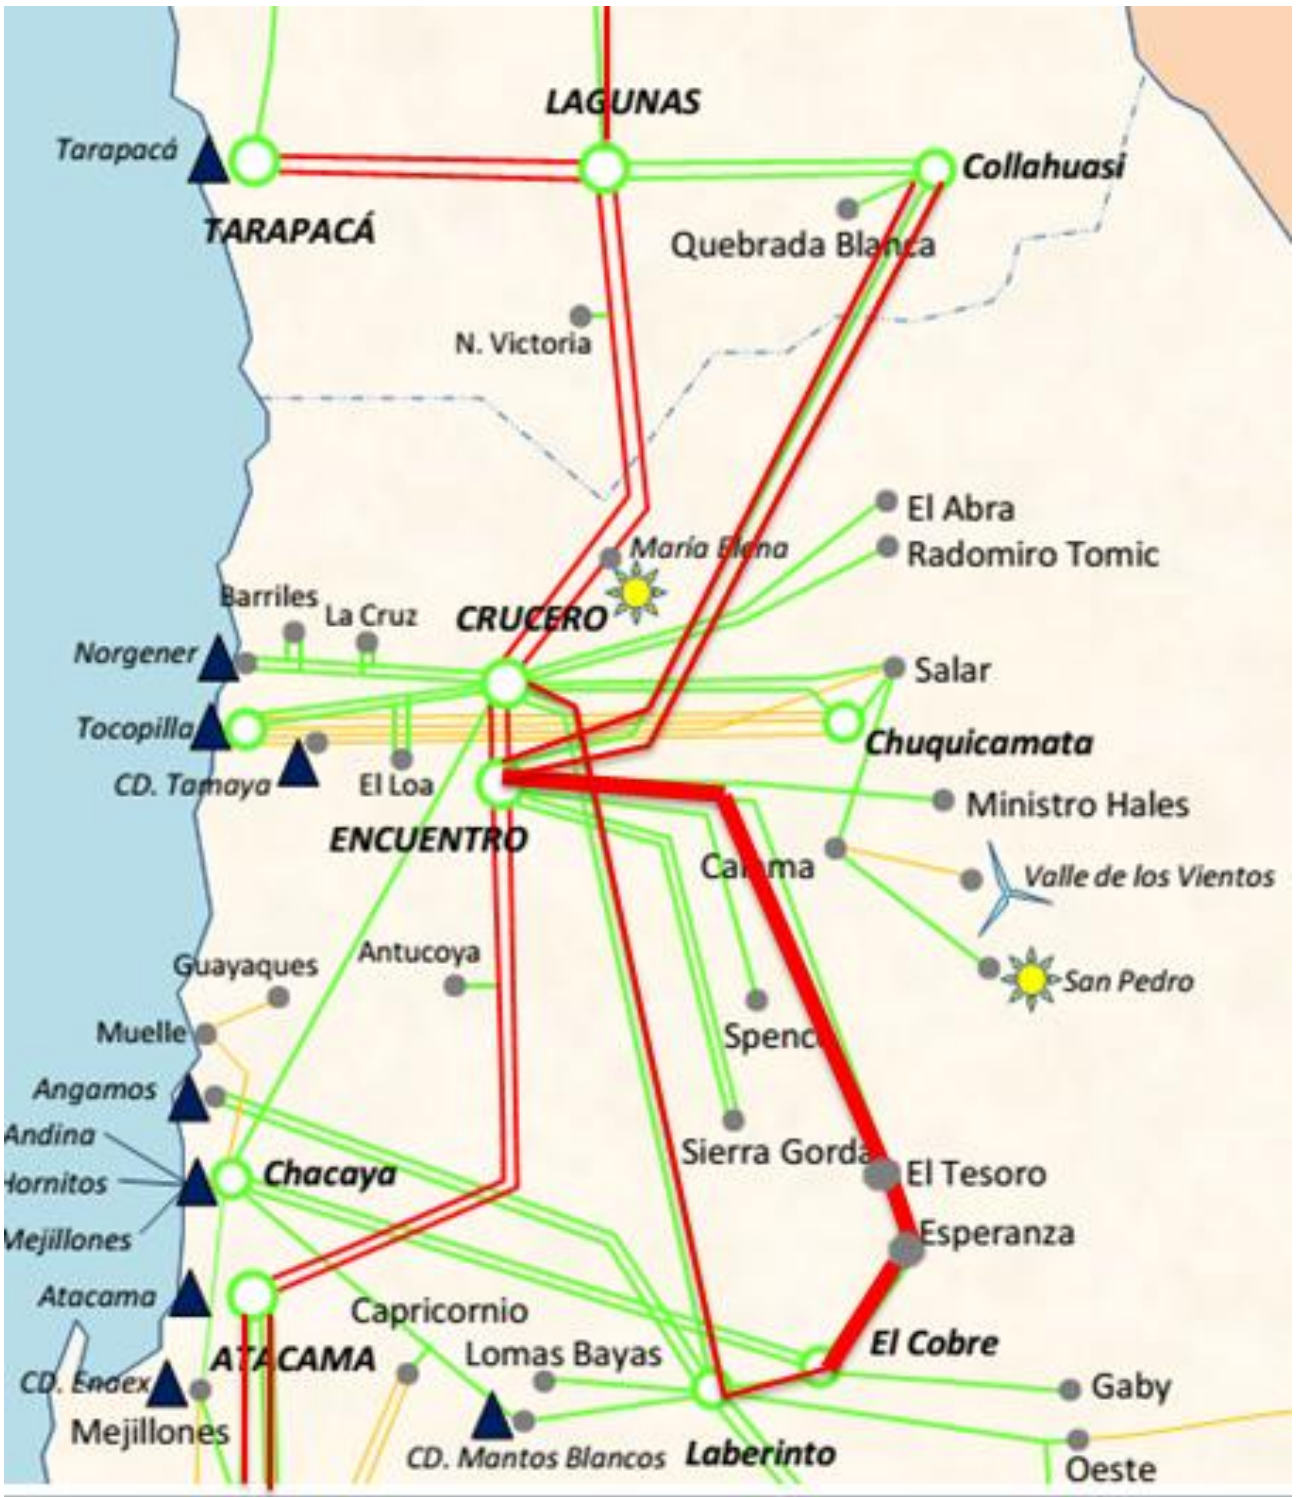 LAGUNAS
Tarapacá
Collahuasi
TARAPACÁ
Quebrada Blanca
N. Victoria
El Abra
María Elena
Radomiro Tomic
Barriles
La Cruz
CRUCERO
Norgener
Salar
Tocopilla
Chuquicamata
CD. Tamaya
El Loa
Ministro Hales
ENCUENTRO
Calama
Valle de los Vientos
Antucoya
Guayaques
San Pedro
Muelle
Spence
Angamos
Andina
Sierra Gorda
El Tesoro
Chacaya
Hornitos
Esperanza
Mejillones
Atacama
Capricornio
El Cobre
ATACAMA
Lomas Bayas
CD. Enaex
Gaby
Mejillones
CD. Mantos Blancos
Laberinto
Oeste